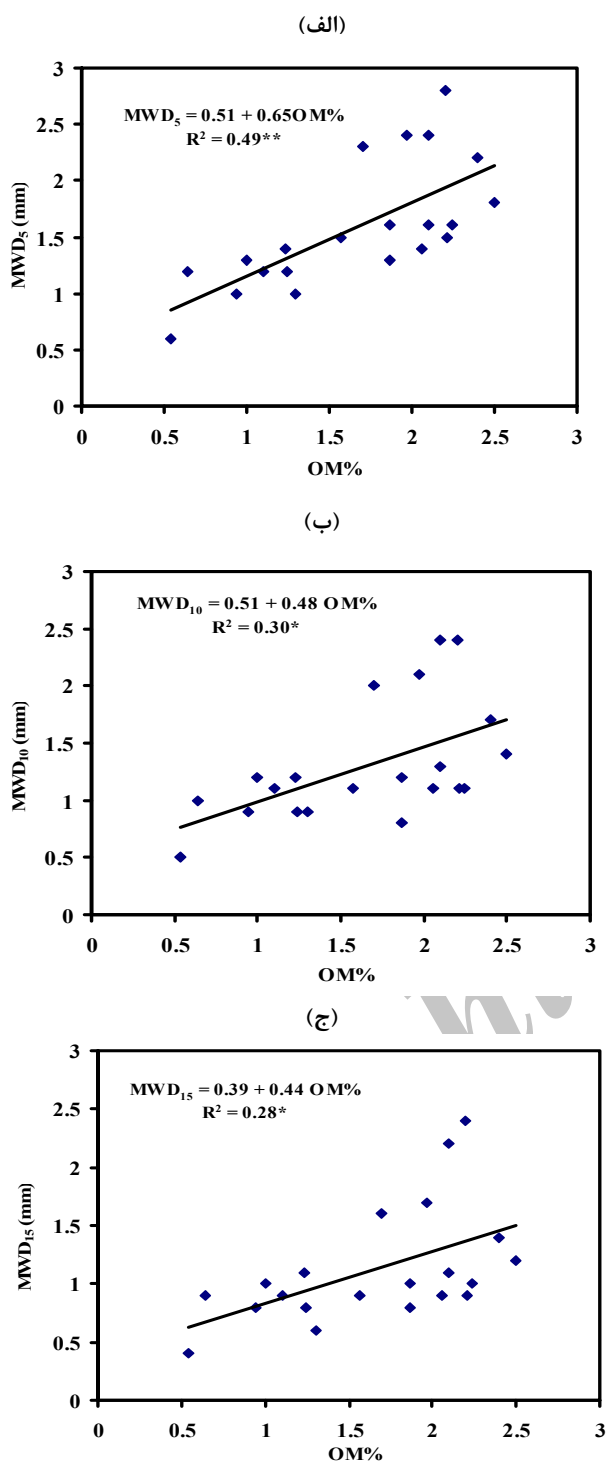 (الف)
3
2.5
2
1.5
1
0.5
0
MWD₅ (mm)
MWD₅ = 0.51 + 0.65OM%
R² = 0.49**
0 0.5 1 1.5 2 2.5 3
OM%
(ب)
3
2.5
2
1.5
1
0.5
0
MWD₁₀ (mm)
MWD₁₀ = 0.51 + 0.48 OM%
R² = 0.30*
0 0.5 1 1.5 2 2.5 3
OM%
(ج)
3
2.5
2
1.5
1
0.5
0
MWD₁₅ (mm)
MWD₁₅ = 0.39 + 0.44 OM%
R² = 0.28*
0 0.5 1 1.5 2 2.5 3
OM%